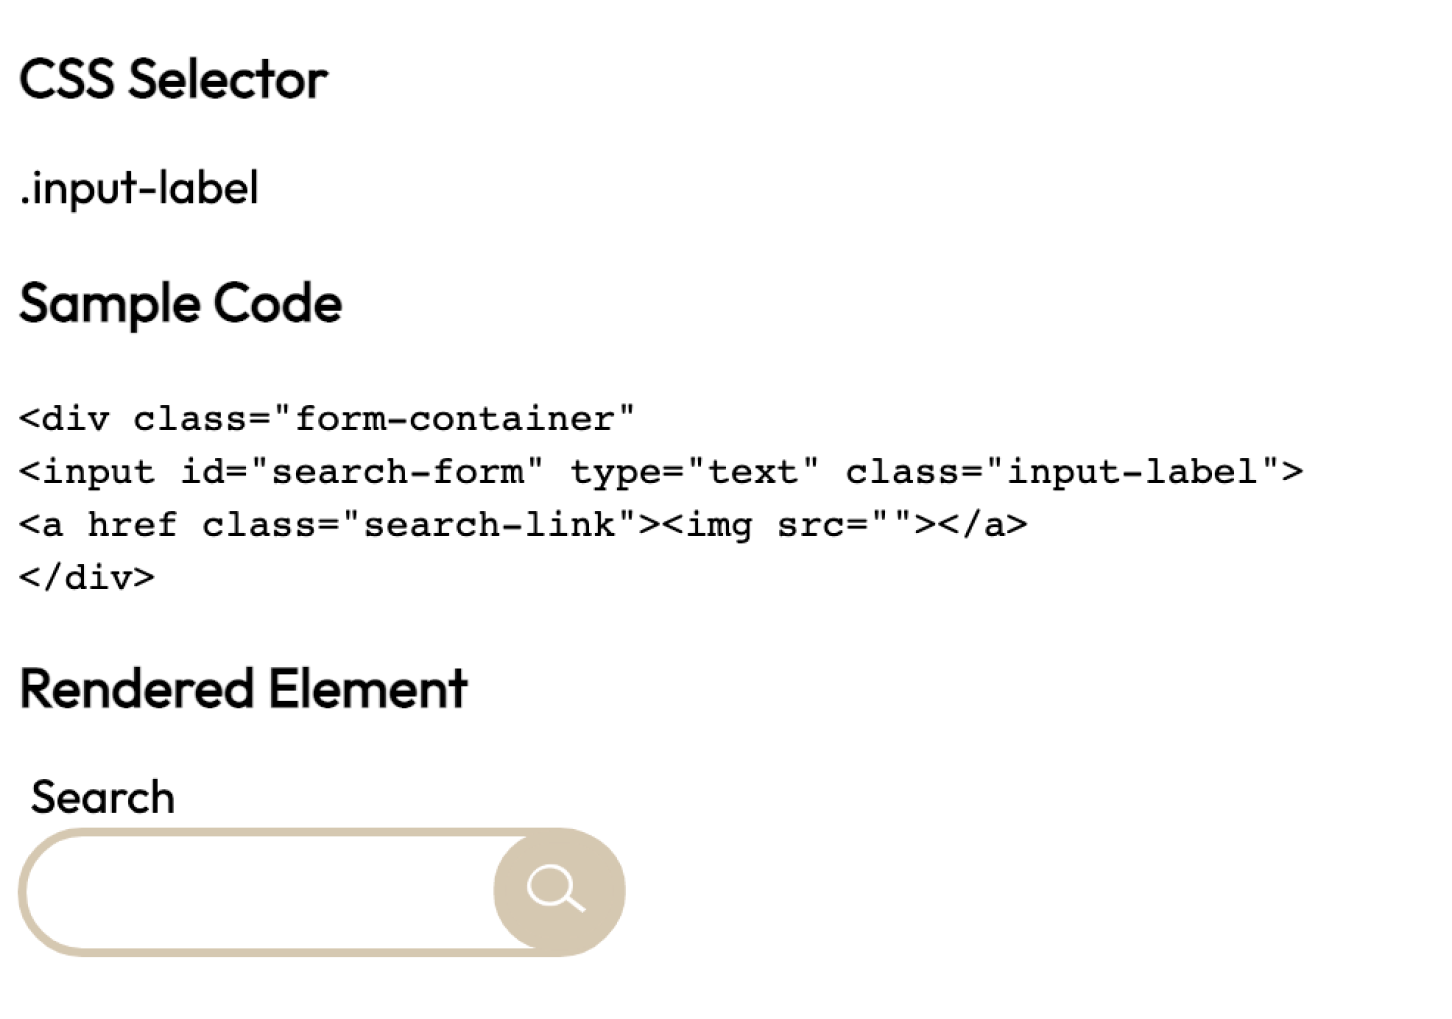 CSS Selector
.input-label
Sample Code
<div class="form-container"
<input id="search-form" type="text" class="input-label">
<a href class="search-link"><img src=""></a>
</div>
Rendered Element
Search